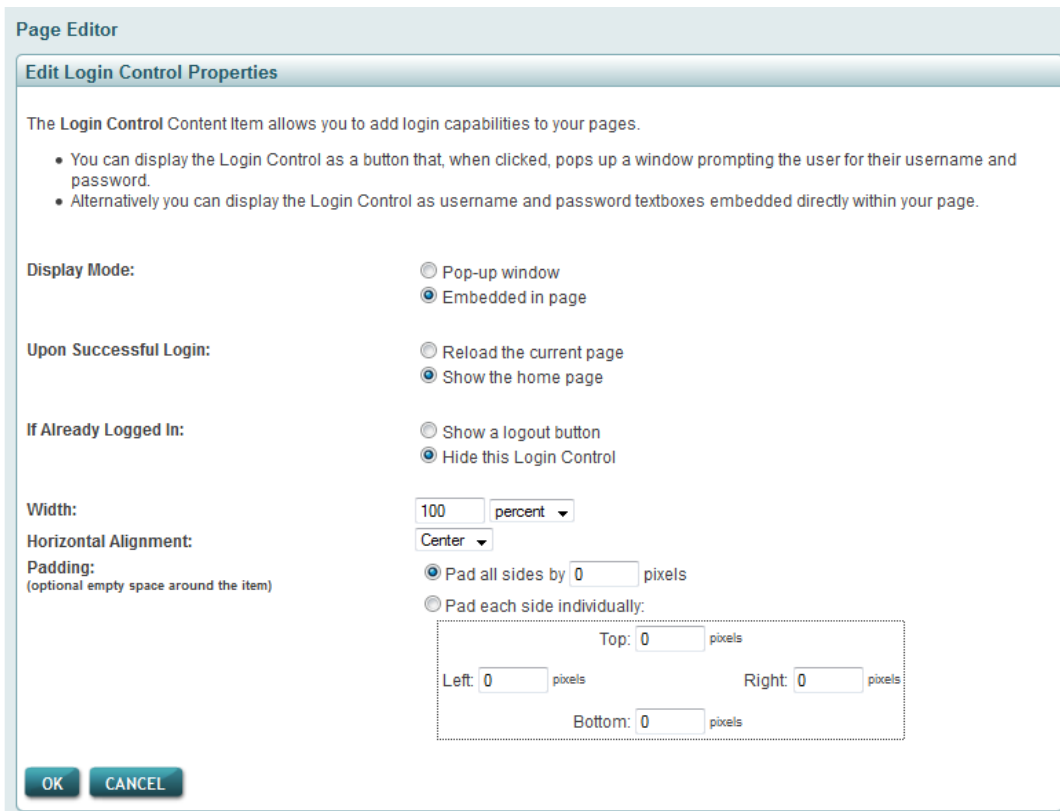 Page Editor
Edit Login Control Properties
The Login Control Content Item allows you to add login capabilities to your pages.
• You can display the Login Control as a button that, when clicked, pops up a window prompting the user for their username and
password.
• Alternatively you can display the Login Control as username and password textboxes embedded directly within your page.
Display Mode:
Pop-up window
Embedded in page
Upon Successful Login:
Reload the current page
Show the home page
If Already Logged In:
Show a logout button
Hide this Login Control
Width: 100 percent
Horizontal Alignment: Center
Padding:
(optional empty space around the item)
Pad all sides by 0 pixels
Pad each side individually:
Top: 0 pixels
Left: 0 pixels Right: 0 pixels
Bottom: 0 pixels
OK CANCEL